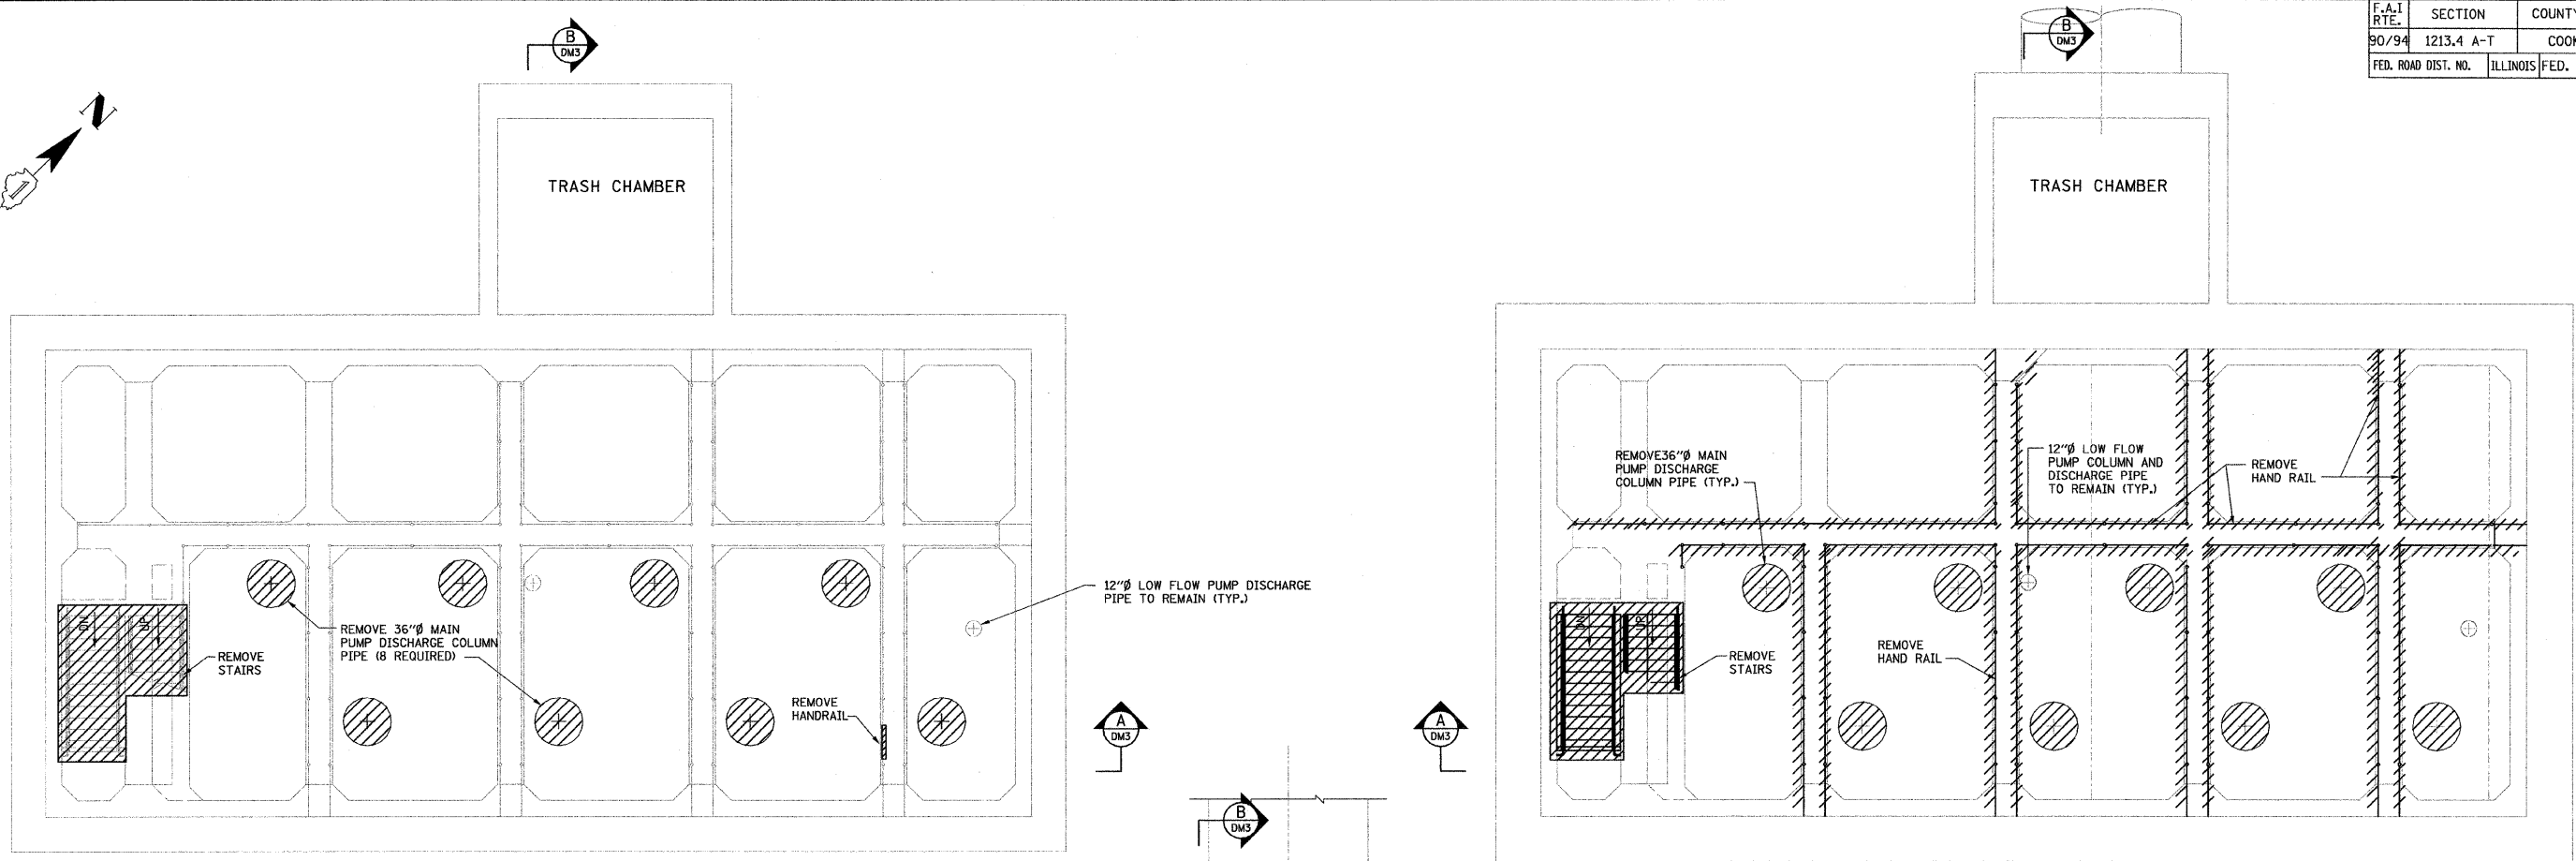 F.A.I RTE. SECTION COUNTY
90/94 1213.4 A-T COOK
FED. ROAD DIST. NO. ILLINOIS FED.
B
DM3
B
DM3
N
TRASH CHAMBER
TRASH CHAMBER
DN
UP
REMOVE 36"Ø MAIN
PUMP DISCHARGE COLUMN
PIPE (8 REQUIRED)
REMOVE
STAIRS
REMOVE
HANDRAIL
12"Ø LOW FLOW PUMP DISCHARGE
PIPE TO REMAIN (TYP.)
A
DM3
B
DM3
A
DM3
REMOVE36"Ø MAIN
PUMP DISCHARGE
COLUMN PIPE (TYP.)
12"Ø LOW FLOW
PUMP COLUMN AND
DISCHARGE PIPE
TO REMAIN (TYP.)
REMOVE
HAND RAIL
DN
UP
REMOVE
STAIRS
REMOVE
HAND RAIL